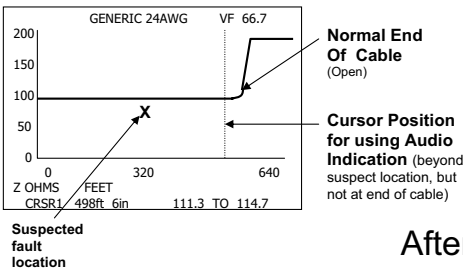 GENERIC 24AWG VF 66.7
200
150
100
50
0
X
0 320 640
Z OHMS FEET
CRSR1 498ft 6in 111.3 TO 114.7
Normal End
Of Cable
(Open)
Cursor Position
for using Audio
Indication (beyond
suspect location, but
not at end of cable)
Suspected
fault
location
Afte